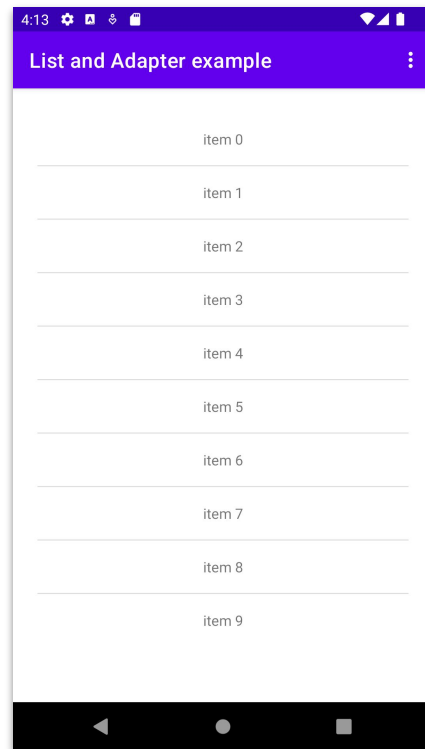 4:13
List and Adapter example
item 0
item 1
item 2
item 3
item 4
item 5
item 6
item 7
item 8
item 9